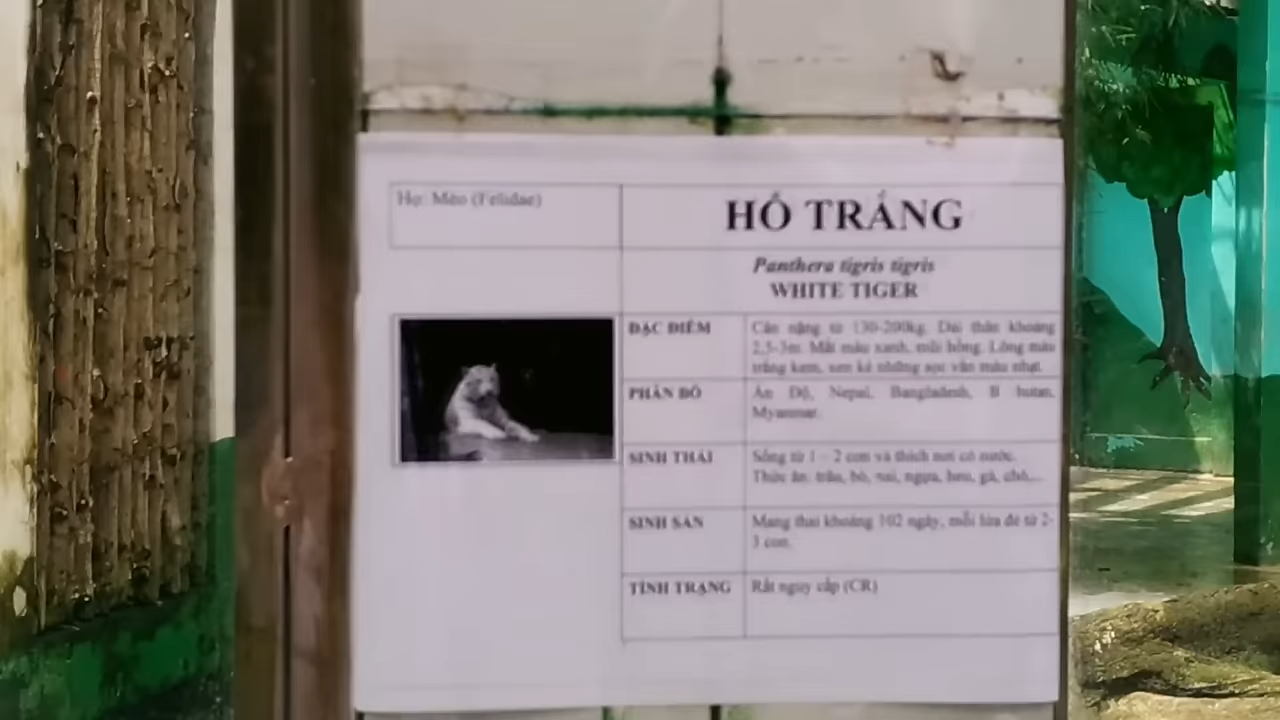 Họ: Mèo (Felidae)
HỔ TRẮNG
Panthera tigris tigris
WHITE TIGER
ĐẶC ĐIỂM
Cân nặng từ 130-200kg. Dài thân khoảng
2,5-3m. Mắt màu xanh, mũi hồng. Lông màu
trắng kem, xen kẽ những sọc vằn màu nhạt.
PHÂN BỐ
Ấn Độ, Nepal, Bangladesh, B hutan,
Myanmar.
SINH THÁI
Sống từ 1 - 2 con và thích nơi có nước.
Thức ăn: trâu, bò, nai, ngựa, heo, gà, chó,...
SINH SẢN
Mang thai khoảng 102 ngày, mỗi lứa đẻ từ 2-
3 con.
TÌNH TRẠNG
Rất nguy cấp (CR)